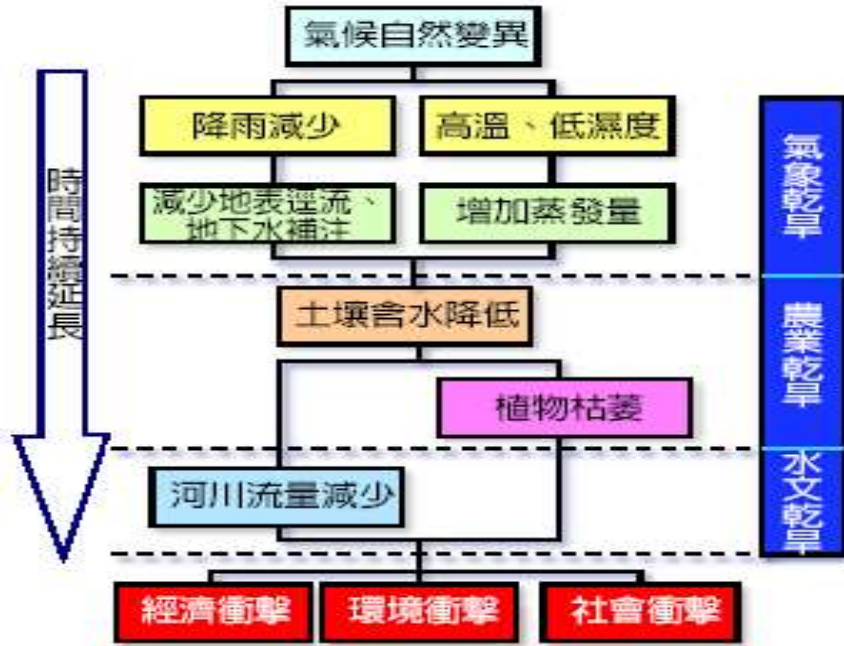 氣候自然變異
降雨減少
高溫、低濕度
減少地表逕流、
地下水補注
增加蒸發量
土壤含水降低
植物枯萎
河川流量減少
經濟衝擊
環境衝擊
社會衝擊
時間持續延長
氣象乾旱
農業乾旱
水文乾旱